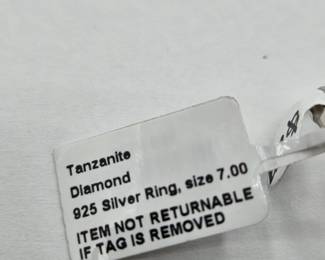 Tanzanite
Diamond
925 Silver Ring, size 7.00
ITEM NOT RETURNABLE
IF TAG IS REMOVED